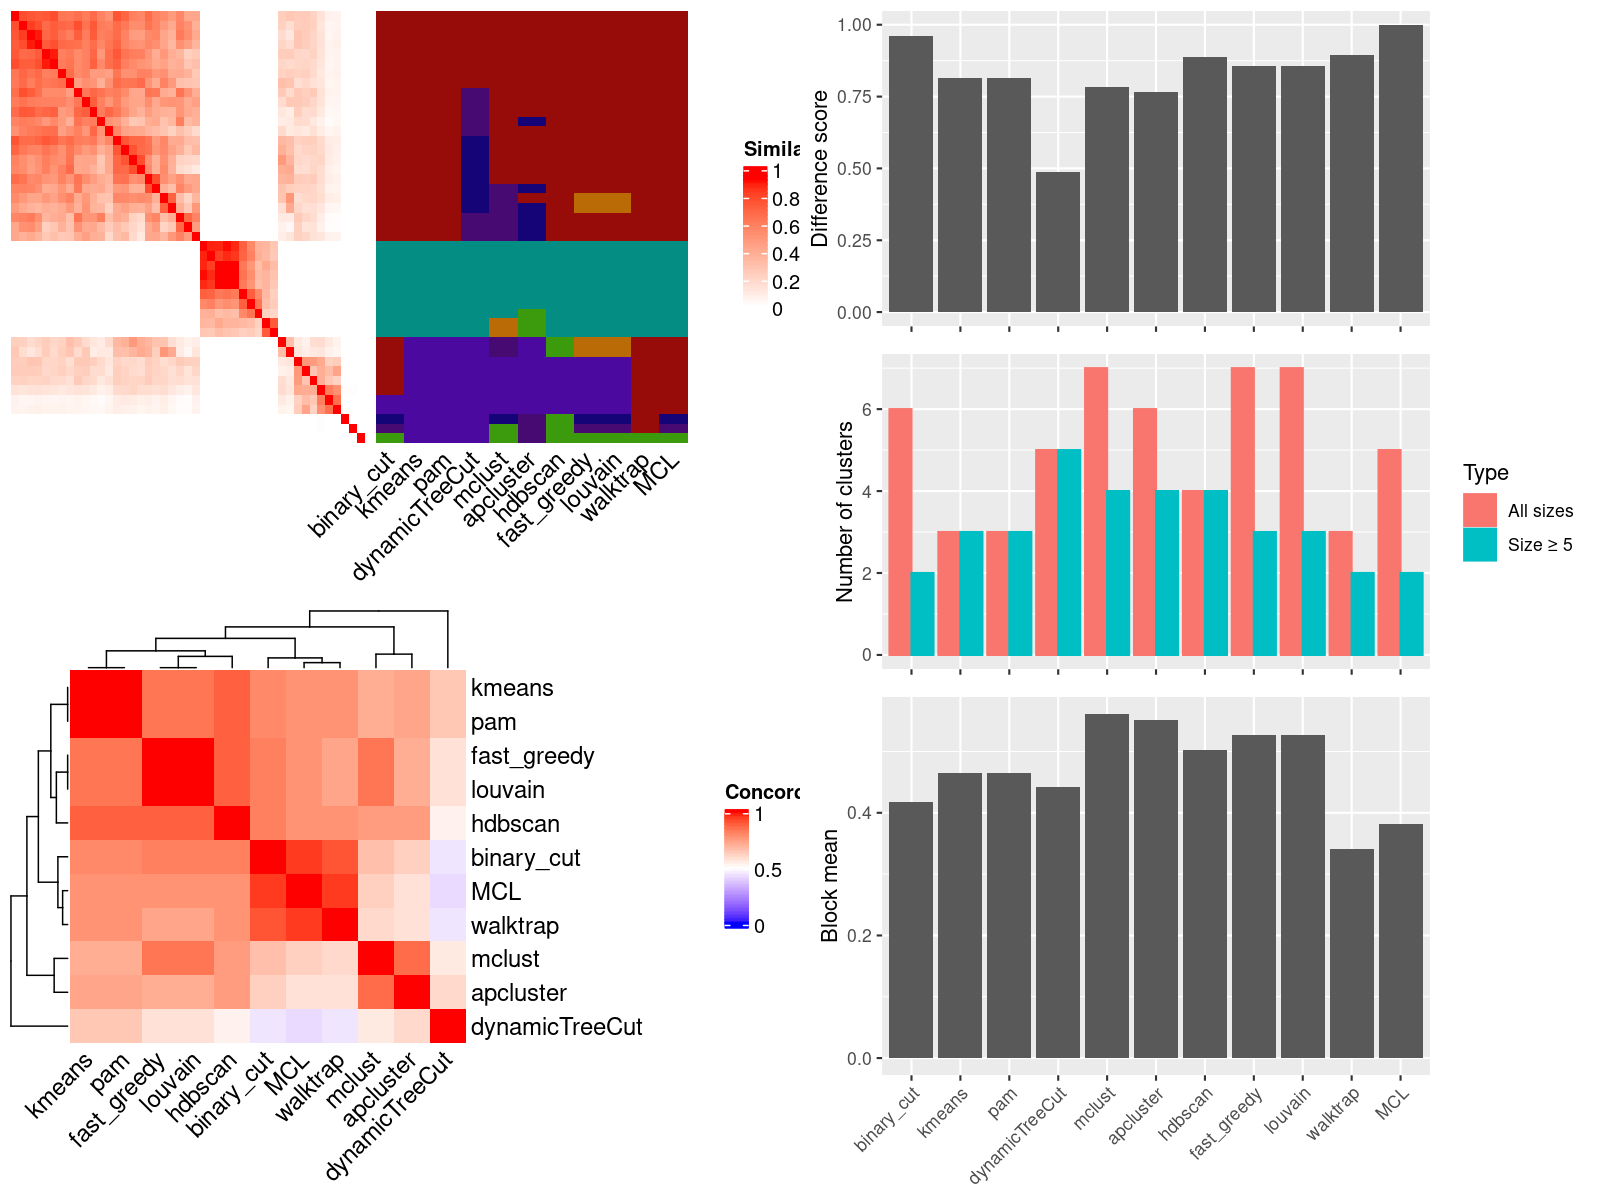 Simila
1
0.8
0.6
0.4
0.2
0
binary_cut
kmeans
pam
dynamicTreeCut
mclust
apcluster
hdbscan
fast_greedy
louvain
walktrap
MCL
Difference score
1.00
0.75
0.50
0.25
0.00
Number of clusters
6
4
2
0
Type
All sizes
Size ≥ 5
kmeans
pam
fast_greedy
louvain
hdbscan
binary_cut
MCL
walktrap
mclust
apcluster
dynamicTreeCut
kmeans
pam
fast_greedy
louvain
hdbscan
binary_cut
MCL
walktrap
mclust
apcluster
dynamicTreeCut
Concord
1
0.5
0
Block mean
0.4
0.2
0.0
binary_cut
kmeans
pam
dynamicTreeCut
mclust
apcluster
hdbscan
fast_greedy
louvain
walktrap
MCL